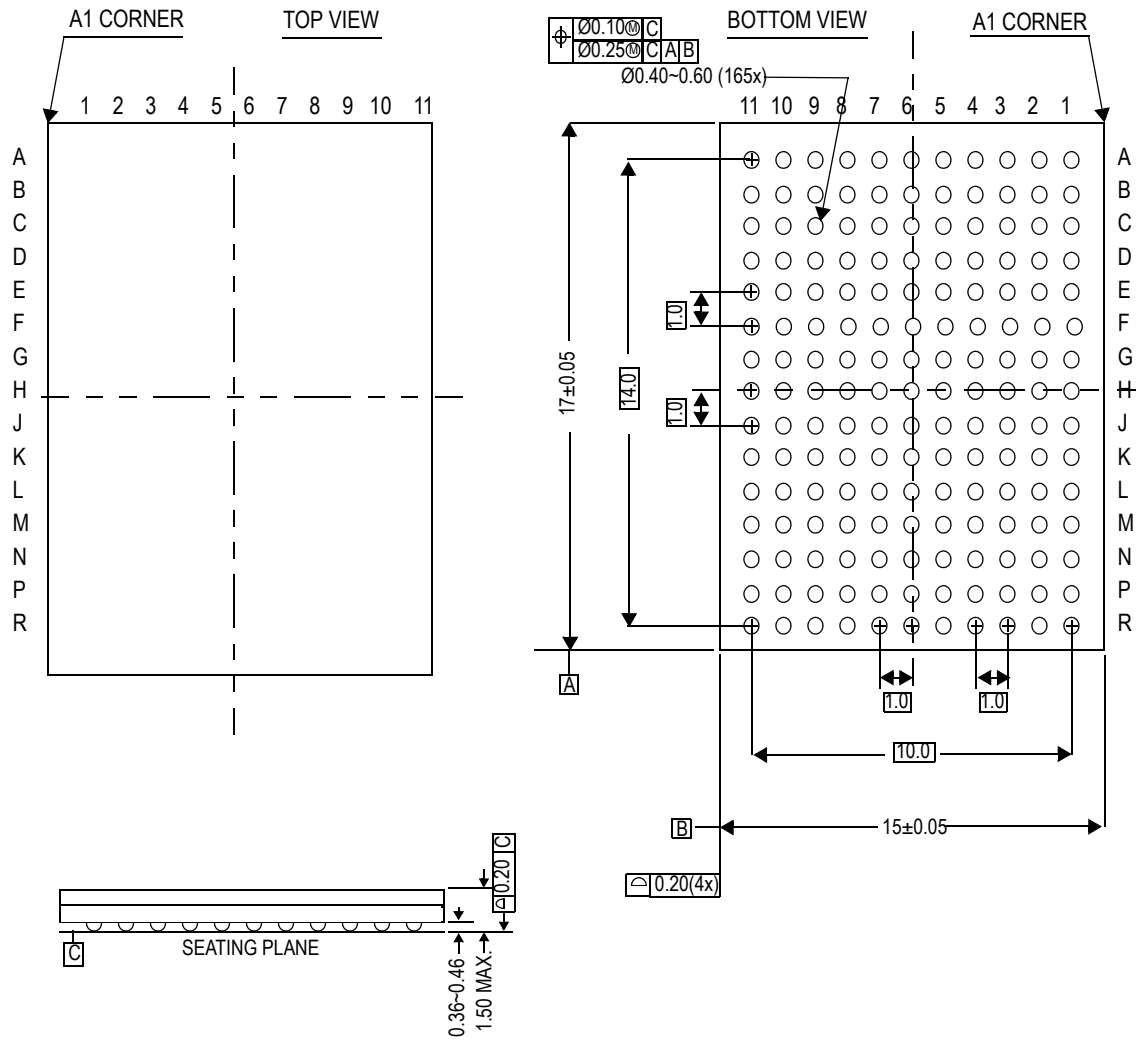 A1 CORNER
TOP VIEW
1 2 3 4 5 6 7 8 9 10 11
A
B
C
D
E
F
G
H
J
K
L
M
N
P
R
Ø0.10Ⓜ C
Ø0.25Ⓜ C A B
Ø0.40~0.60 (165x)
BOTTOM VIEW
A1 CORNER
11 10 9 8 7 6 5 4 3 2 1
A
B
C
D
E
F
G
H
J
K
L
M
N
P
R
1.0
1.0
14.0
17±0.05
A
1.0
1.0
10.0
B
15±0.05
0.20(4x)
0.20 C
C
SEATING PLANE
0.36~0.46
1.50 MAX.